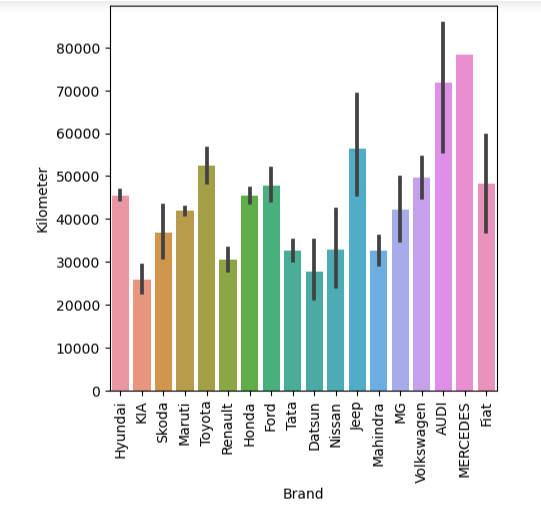 80000
70000
60000
50000
40000
30000
20000
10000
0
Kilometer
Hyundai
KIA
Skoda
Maruti
Toyota
Renault
Honda
Ford
Tata
Datsun
Nissan
Jeep
Mahindra
MG
Volkswagen
AUDI
MERCEDES
Fiat
Brand